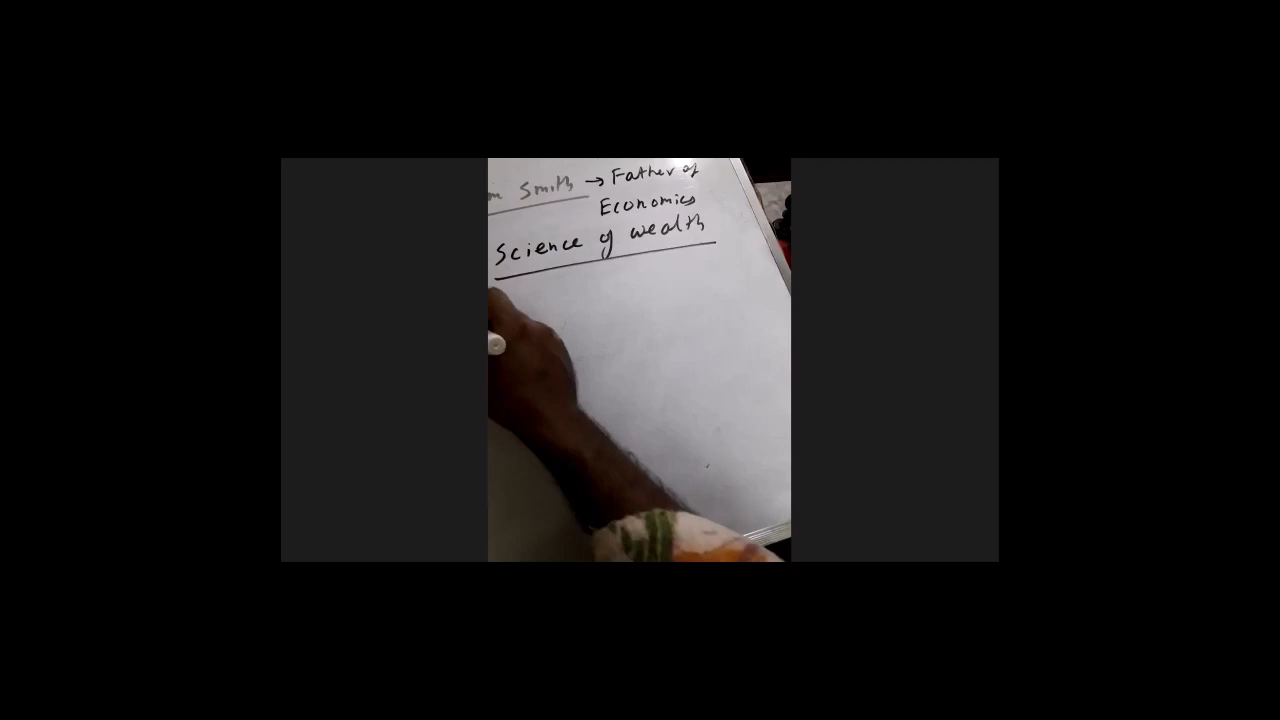 m Smith → Father of
Economics
Science of wealth